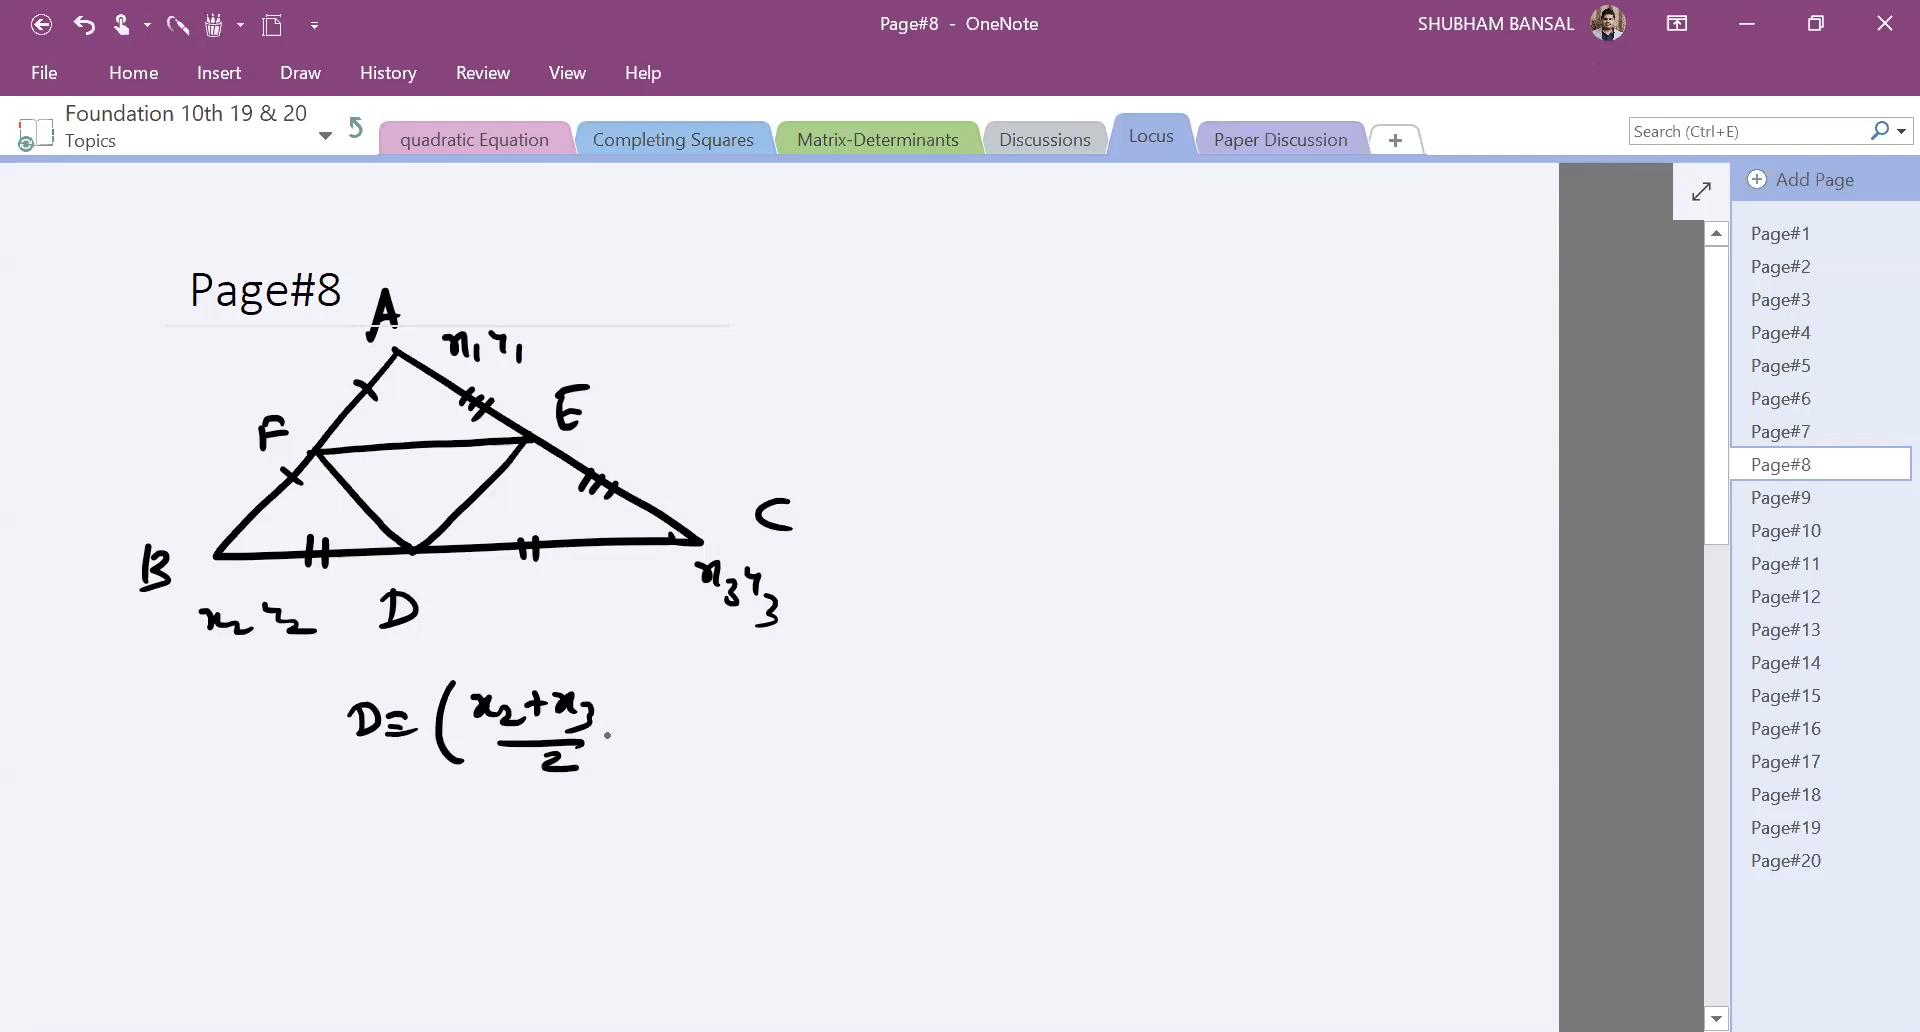 Page#8 - OneNote
SHUBHAM BANSAL
File Home Insert Draw History Review View Help
Foundation 10th 19 & 20
Topics
quadratic Equation Completing Squares Matrix-Determinants Discussions Locus Paper Discussion +
Search (Ctrl+E)
Add Page
Page#1
Page#2
Page#3
Page#4
Page#5
Page#6
Page#7
Page#8
Page#9
Page#10
Page#11
Page#12
Page#13
Page#14
Page#15
Page#16
Page#17
Page#18
Page#19
Page#20
Page#8
A
x₁ y₁
E
F
C
B
x₃ y₃
x₂ y₂
D
D≡ ( x₂+x₃
2